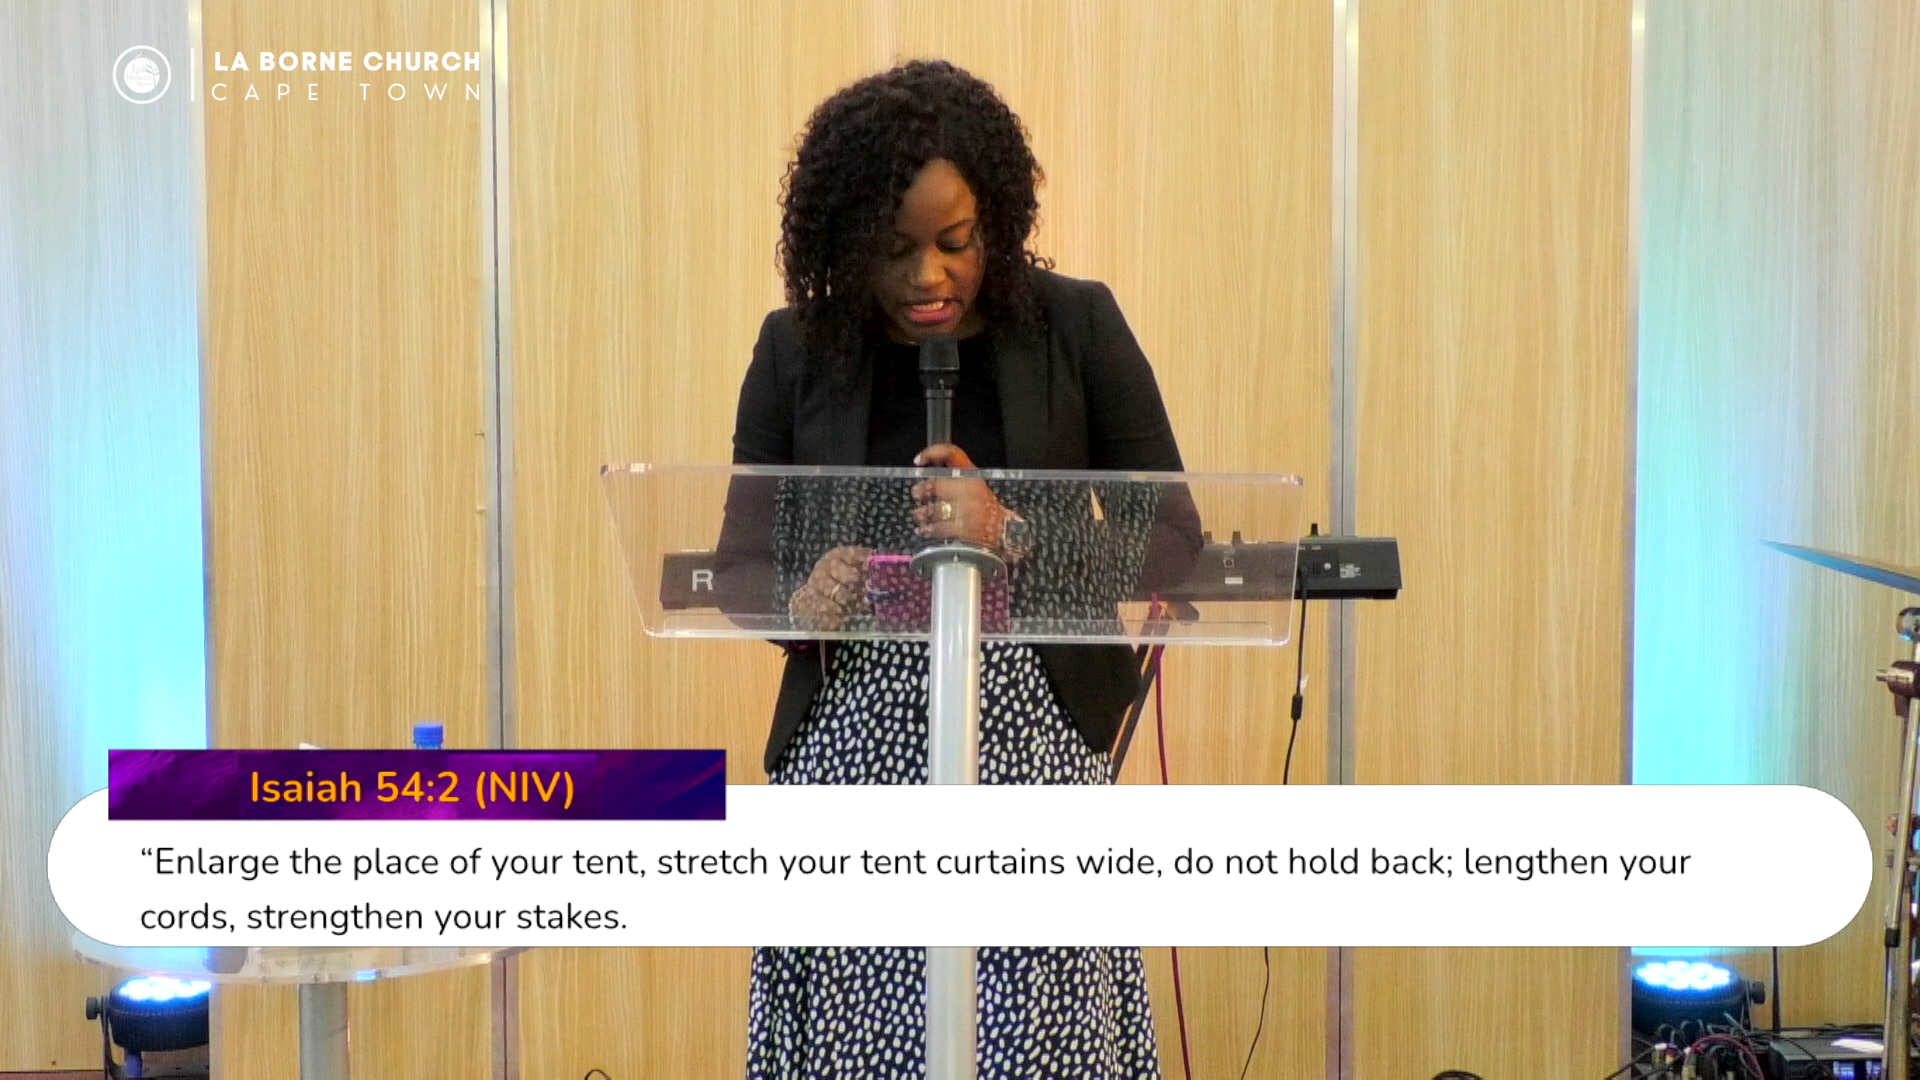 LA BORNE CHURCH
CAPE TOWN
R
Isaiah 54:2 (NIV)
“Enlarge the place of your tent, stretch your tent curtains wide, do not hold back; lengthen your
cords, strengthen your stakes.